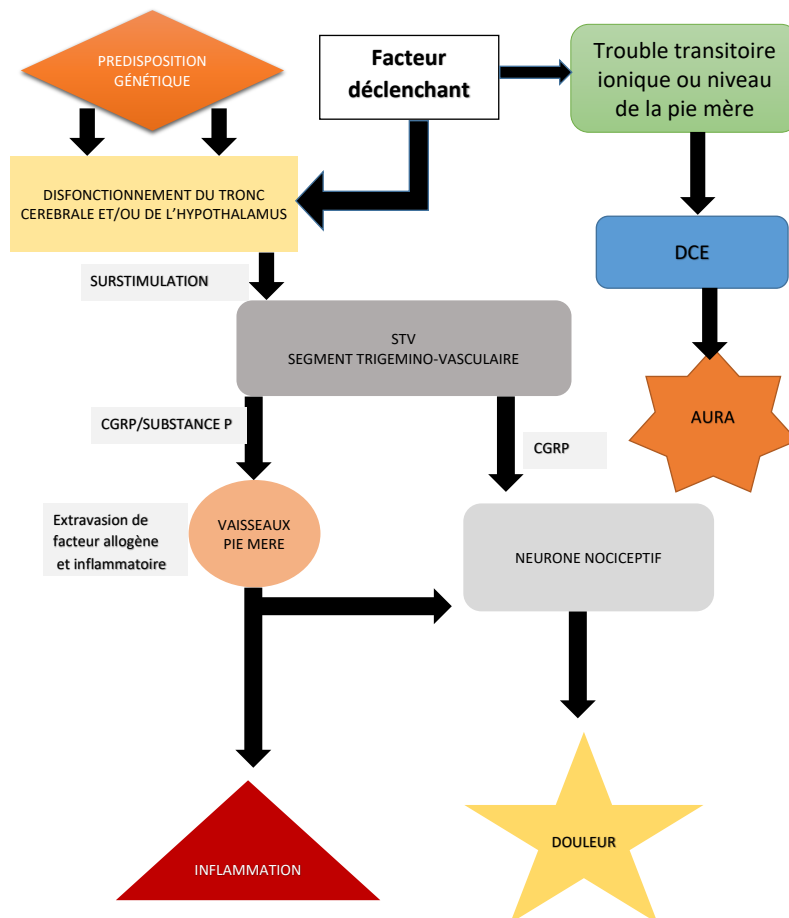 PREDISPOSITION
GÉNÉTIQUE
Facteur
déclenchant
Trouble transitoire
ionique ou niveau
de la pie mère
DISFONCTIONNEMENT DU TRONC
CEREBRALE ET/OU DE L’HYPOTHALAMUS
DCE
SURSTIMULATION
STV
SEGMENT TRIGEMINO-VASCULAIRE
AURA
CGRP/SUBSTANCE P
CGRP
Extravasion de
facteur allogène
et inflammatoire
VAISSEAUX
PIE MERE
NEURONE NOCICEPTIF
INFLAMMATION
DOULEUR